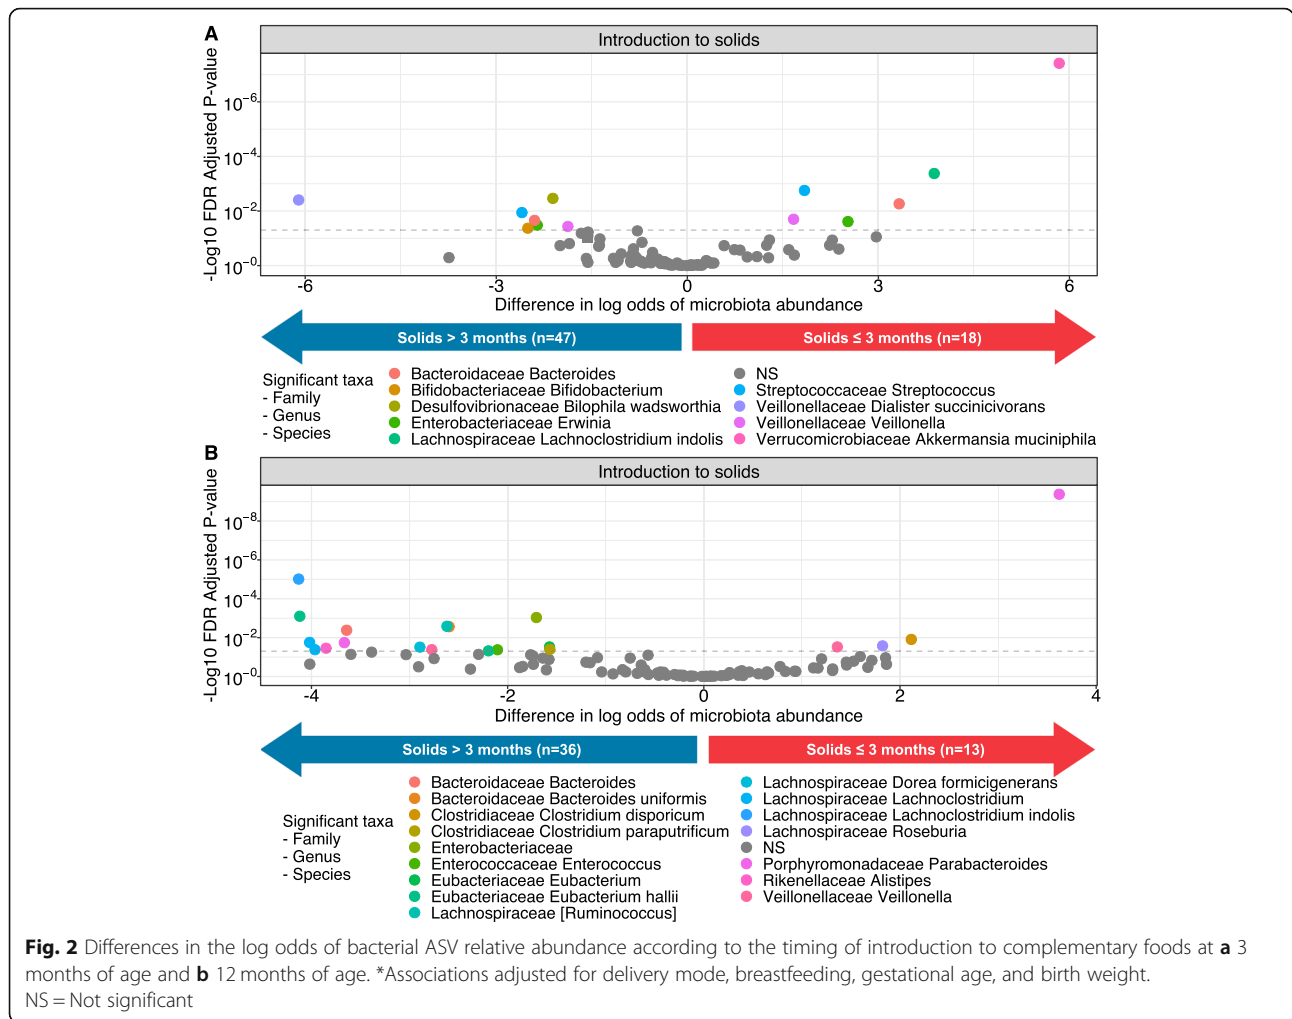 A
Introduction to solids
-Log10 FDR Adjusted P-value
10−6
10−4
10−2
10−0
-6 -3 0 3 6
Difference in log odds of microbiota abundance
Solids > 3 months (n=47) Solids ≤ 3 months (n=18)
Significant taxa
- Family
- Genus
- Species
Bacteroidaceae Bacteroides
Bifidobacteriaceae Bifidobacterium
Desulfovibrionaceae Bilophila wadsworthia
Enterobacteriaceae Erwinia
Lachnospiraceae Lachnoclostridium indolis
NS
Streptococcaceae Streptococcus
Veillonellaceae Dialister succinicivorans
Veillonellaceae Veillonella
Verrucomicrobiaceae Akkermansia muciniphila
B
Introduction to solids
-Log10 FDR Adjusted P-value
10−8
10−6
10−4
10−2
10−0
-4 -2 0 2 4
Difference in log odds of microbiota abundance
Solids > 3 months (n=36) Solids ≤ 3 months (n=13)
Significant taxa
- Family
- Genus
- Species
Bacteroidaceae Bacteroides
Bacteroidaceae Bacteroides uniformis
Clostridiaceae Clostridium disporicum
Clostridiaceae Clostridium paraputrificum
Enterobacteriaceae
Enterococcaceae Enterococcus
Eubacteriaceae Eubacterium
Eubacteriaceae Eubacterium hallii
Lachnospiraceae [Ruminococcus]
Lachnospiraceae Dorea formicigenerans
Lachnospiraceae Lachnoclostridium
Lachnospiraceae Lachnoclostridium indolis
Lachnospiraceae Roseburia
NS
Porphyromonadaceae Parabacteroides
Rikenellaceae Alistipes
Veillonellaceae Veillonella
Fig. 2 Differences in the log odds of bacterial ASV relative abundance according to the timing of introduction to complementary foods at a 3
months of age and b 12 months of age. *Associations adjusted for delivery mode, breastfeeding, gestational age, and birth weight.
NS = Not significant